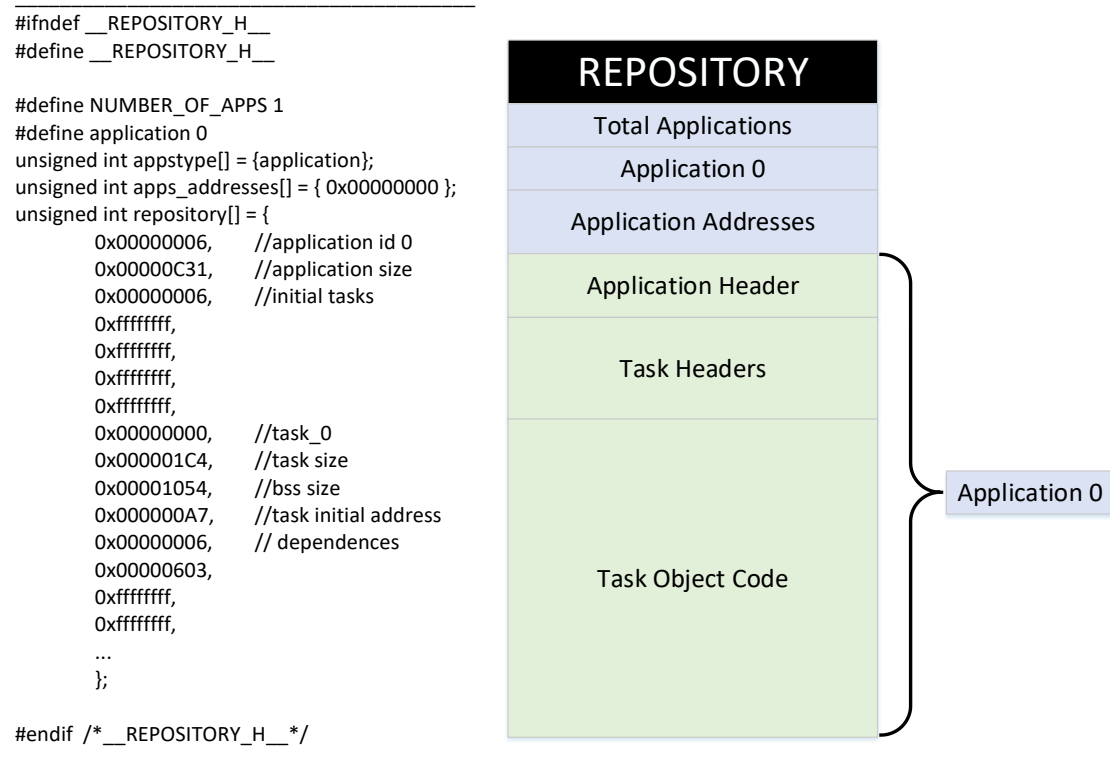 #ifndef __REPOSITORY_H__
#define __REPOSITORY_H__
#define NUMBER_OF_APPS 1
#define application 0
unsigned int appstype[] = {application};
unsigned int apps_addresses[] = { 0x00000000 };
unsigned int repository[] = {
0x00000006, //application id 0
0x00000C31, //application size
0x00000006, //initial tasks
0xffffffff,
0xffffffff,
0xffffffff,
0xffffffff,
0x00000000, //task_0
0x000001C4, //task size
0x00001054, //bss size
0x000000A7, //task initial address
0x00000006, // dependences
0x00000603,
0xffffffff,
0xffffffff,
...
};
#endif /*__REPOSITORY_H__*/
REPOSITORY
Total Applications
Application 0
Application Addresses
Application Header
Task Headers
Task Object Code
Application 0